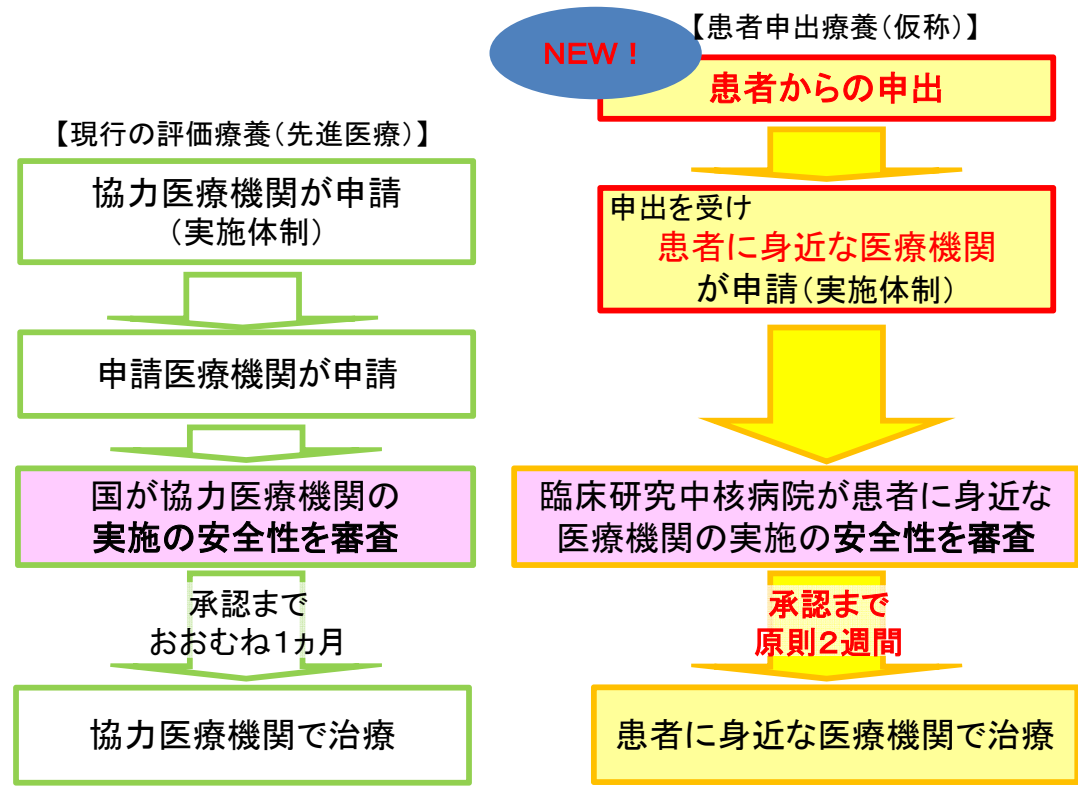 【現行の評価療養(先進医療)】
協力医療機関が申請
(実施体制)
申請医療機関が申請
国が協力医療機関の
実施の安全性を審査
承認まで
おおむね1ヵ月
協力医療機関で治療
NEW!
【患者申出療養(仮称)】
患者からの申出
申出を受け
患者に身近な医療機関
が申請(実施体制)
臨床研究中核病院が患者に身近な
医療機関の実施の安全性を審査
承認まで
原則2週間
患者に身近な医療機関で治療